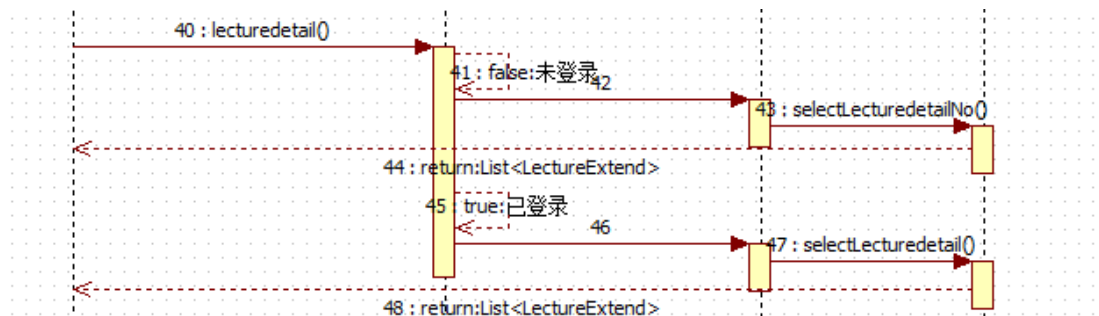 40 : lecturedetail()
41 : false:未登录
42
43 : selectLecturedetailNo()
44 : return:List<LectureExtend>
45 : true:已登录
46
47 : selectLecturedetail()
48 : return:List<LectureExtend>